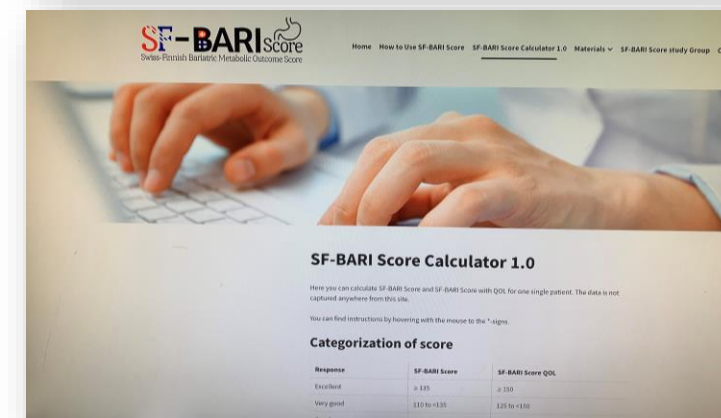 SF-BARI Score
Swiss-Finnish Bariatric Metabolic Outcome Score
Home How to Use SF-BARI Score SF-BARI Score Calculator 1.0 Materials SF-BARI Score study Group
SF-BARI Score Calculator 1.0
Here you can calculate SF-BARI Score and SF-BARI Score with QOL for one single patient. The data is not
captured anywhere from this site.
You can find instructions by hovering with the mouse to the *-signs.
Categorization of score
Response SF-BARI Score SF-BARI Score QOL
Excellent ≥ 135 ≥ 150
Very good 110 to <135 125 to <150